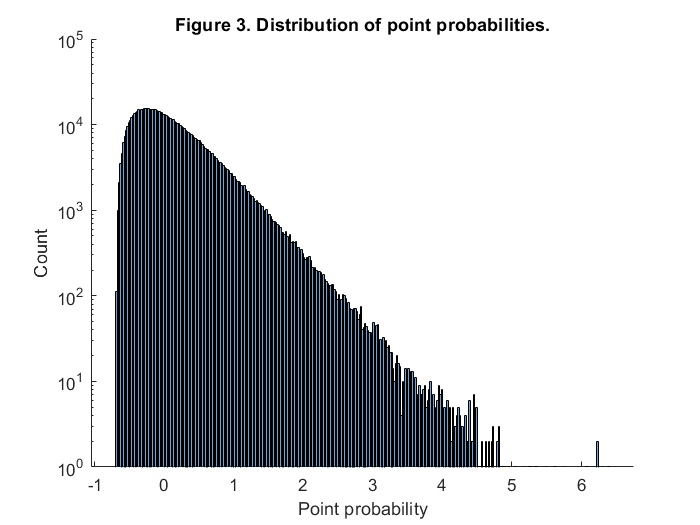 Figure 3. Distribution of point probabilities.
10^5
10^4
10^3
10^2
10^1
10^0
Count
-1 0 1 2 3 4 5 6
Point probability